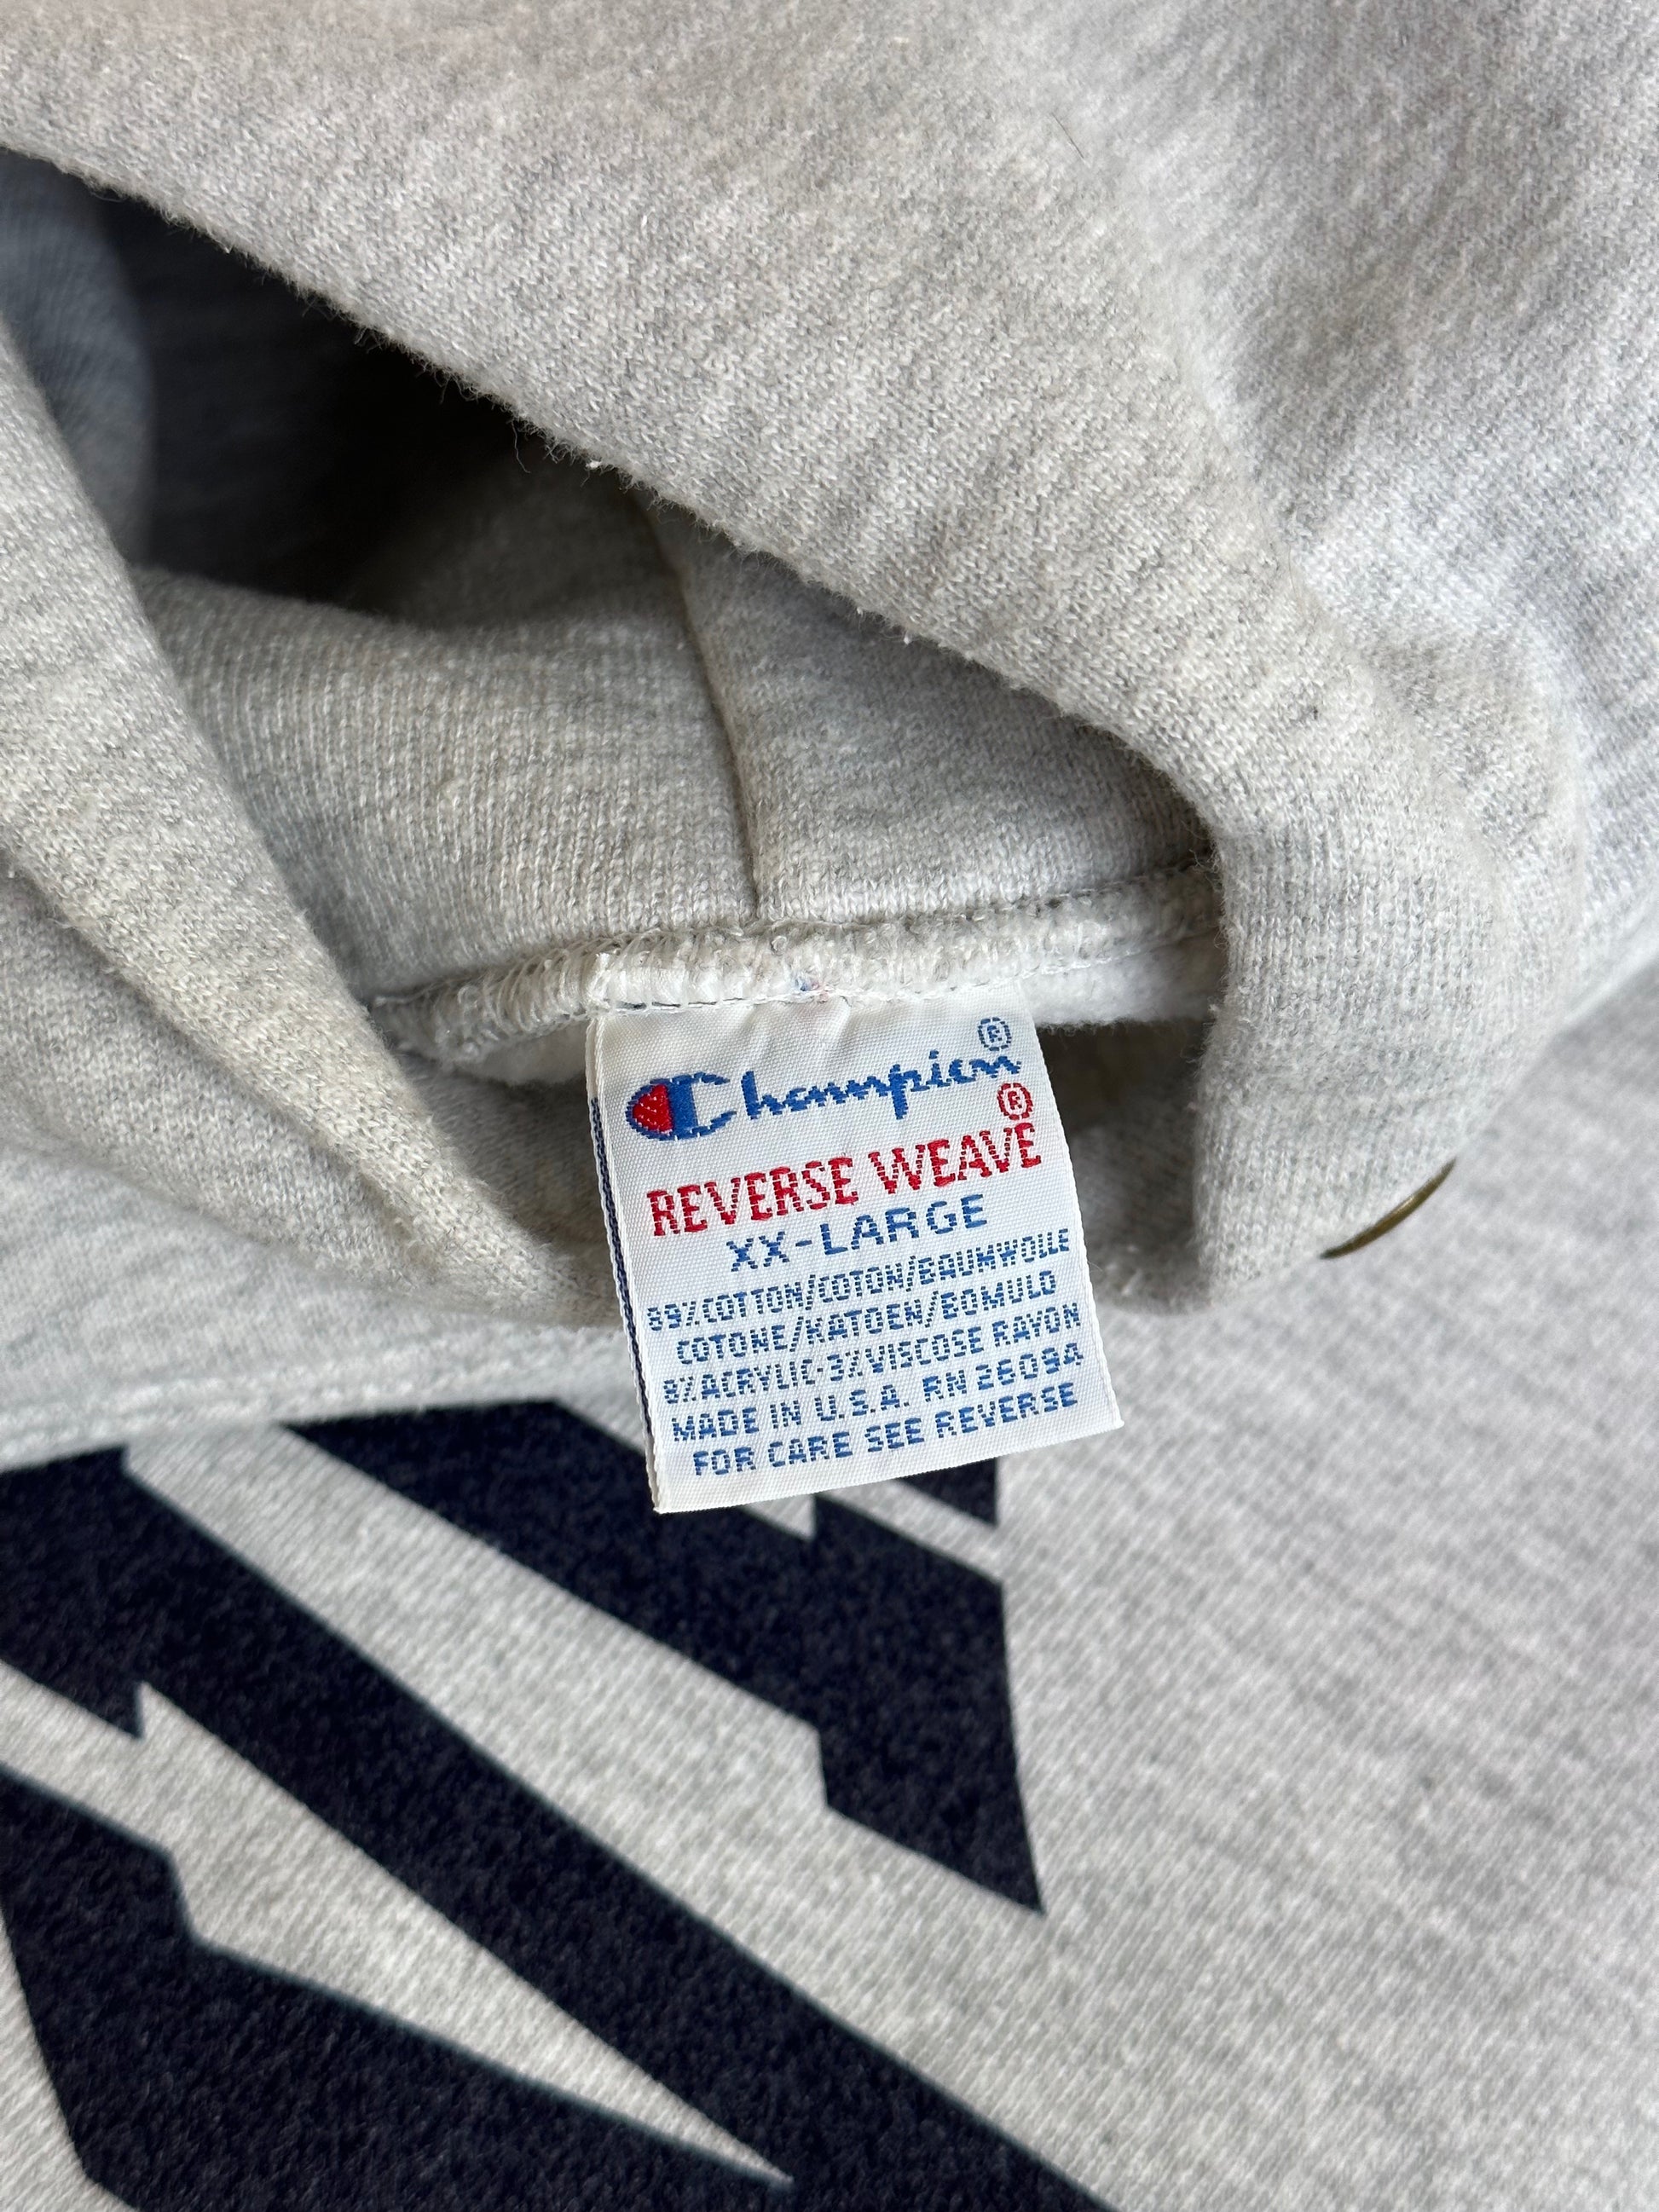 Champion®
REVERSE WEAVE®
XX-LARGE
89%COTTON/COTON/BAUMWOLLE
COTONE/KATOEN/BOMULD
8%ACRYLIC-3%VISCOSE RAYON
MADE IN U.S.A. RN 26094
FOR CARE SEE REVERSE